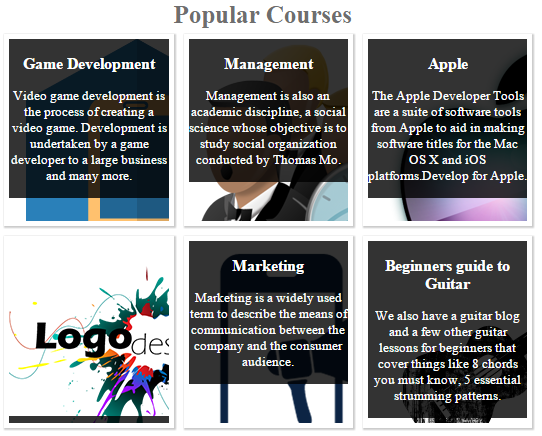 Popular Courses
Game Development
Video game development is
the process of creating a
video game. Development is
undertaken by a game
developer to a large business
and many more.
Management
Management is also an
academic discipline, a social
science whose objective is to
study social organization
conducted by Thomas Mo.
Apple
The Apple Developer Tools
are a suite of software tools
from Apple to aid in making
software titles for the Mac
OS X and iOS
platforms.Develop for Apple.
Logodes
Marketing
Marketing is a widely used
term to describe the means of
communication between the
company and the consumer
audience.
Beginners guide to
Guitar
We also have a guitar blog
and a few other guitar
lessons for beginners that
cover things like 8 chords
you must know, 5 essential
strumming patterns.